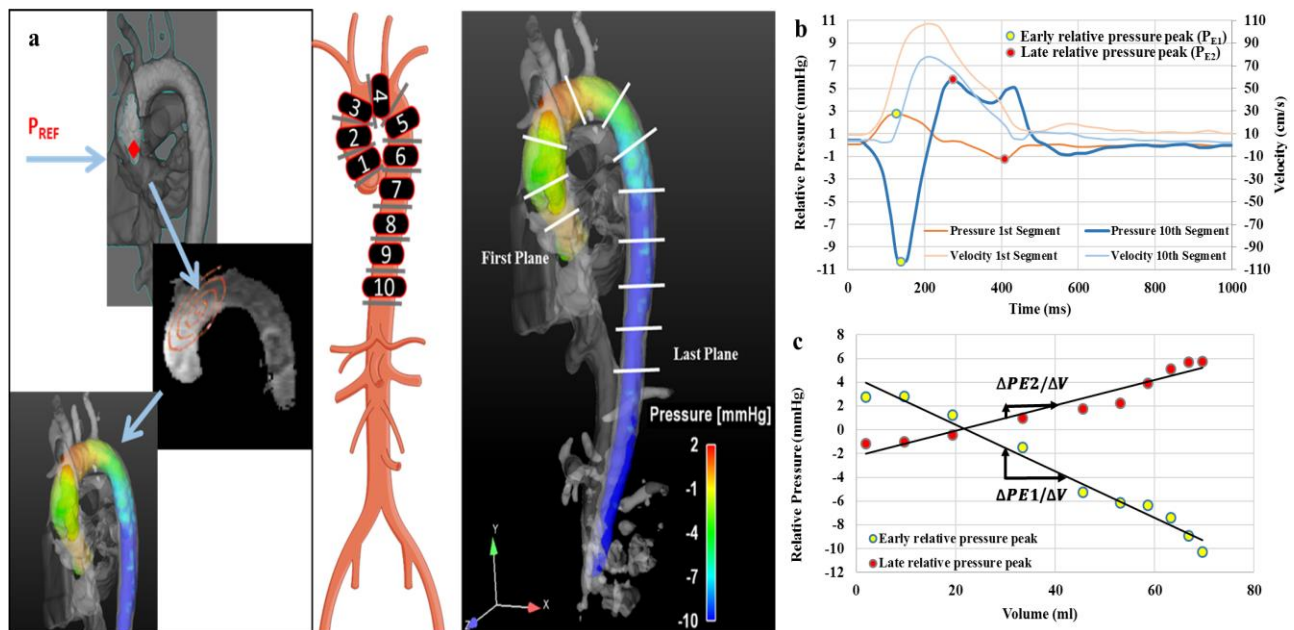 a
P_REF
1
2
3
4
5
6
7
8
9
10
First Plane
Last Plane
Pressure [mmHg]
2
-1
-4
-7
-10
Y
X
Z
b
Early relative pressure peak (P_E1)
Late relative pressure peak (P_E2)
Relative Pressure (mmHg)
11
9
7
5
3
1
-1
-3
-5
-7
-9
-11
Velocity (cm/s)
110
90
70
50
30
10
-10
-30
-50
-70
-90
-110
Pressure 1st Segment
Pressure 10th Segment
Velocity 1st Segment
Velocity 10th Segment
0 200 400 600 800 1000
Time (ms)
c
Relative Pressure (mmHg)
8
6
4
2
0
-2
-4
-6
-8
-10
-12
ΔPE2/ΔV
ΔPE1/ΔV
Early relative pressure peak
Late relative pressure peak
0 20 40 60 80
Volume (ml)